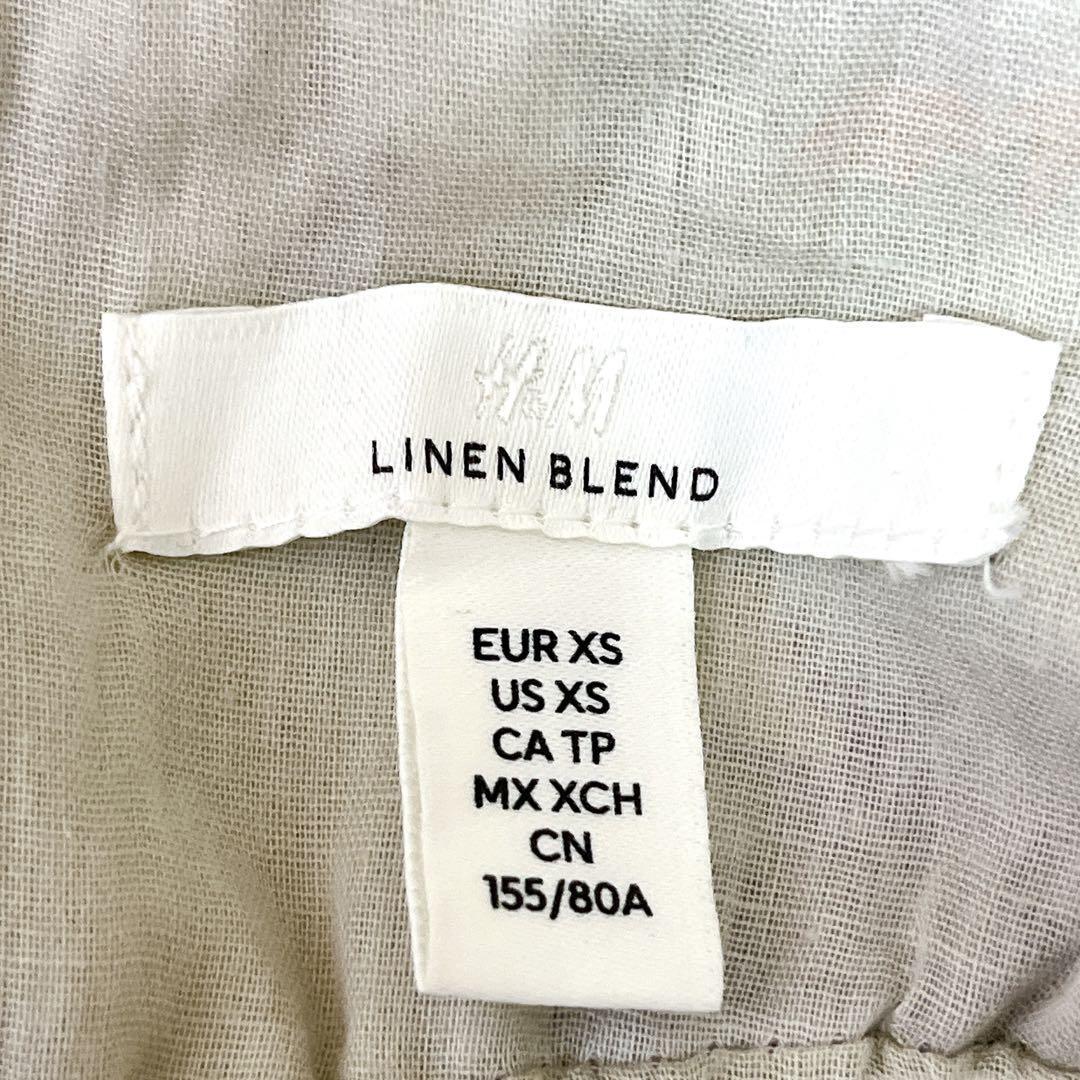 H&M
LINEN BLEND
EUR XS
US XS
CA TP
MX XCH
CN
155/80A